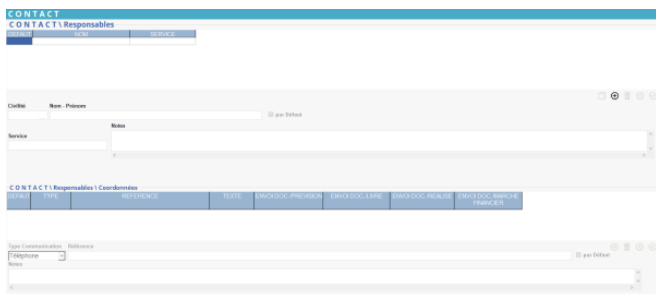 CONTACT
CONTACT\Responsables
DEFAUT NOM SERVICE
Civilité Nom - Prénom
par Défaut
Notes
Service
CONTACT\Responsables\Coordonnées
DEFAUT TYPE REFERENCE TEXTE ENVOI DOC. PREVISION ENVOI DOC. LIVRE ENVOI DOC. REALISE ENVOI DOC. MARCHE FINANCIER
Type Communication Référence
Téléphone par Défaut
Notes